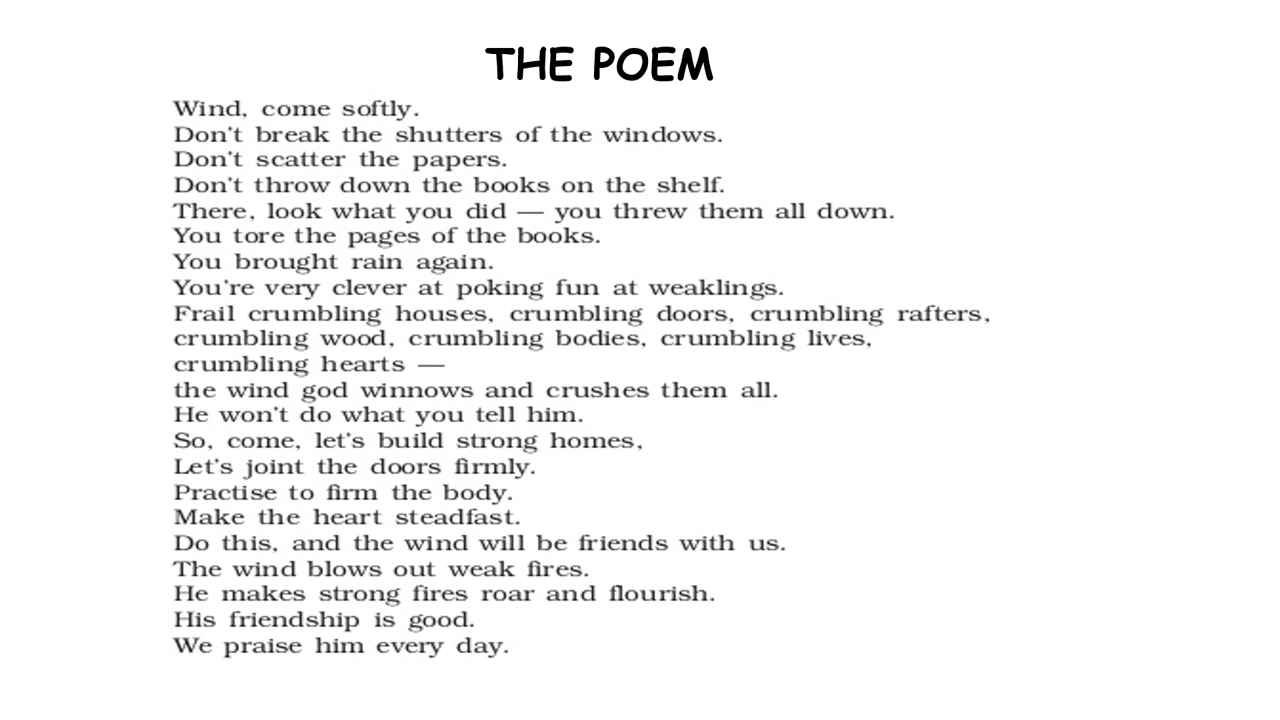 THE POEM
Wind, come softly.
Don't break the shutters of the windows.
Don't scatter the papers.
Don't throw down the books on the shelf.
There, look what you did — you threw them all down.
You tore the pages of the books.
You brought rain again.
You're very clever at poking fun at weaklings.
Frail crumbling houses, crumbling doors, crumbling rafters,
crumbling wood, crumbling bodies, crumbling lives,
crumbling hearts —
the wind god winnows and crushes them all.
He won't do what you tell him.
So, come, let's build strong homes,
Let's joint the doors firmly.
Practise to firm the body.
Make the heart steadfast.
Do this, and the wind will be friends with us.
The wind blows out weak fires.
He makes strong fires roar and flourish.
His friendship is good.
We praise him every day.